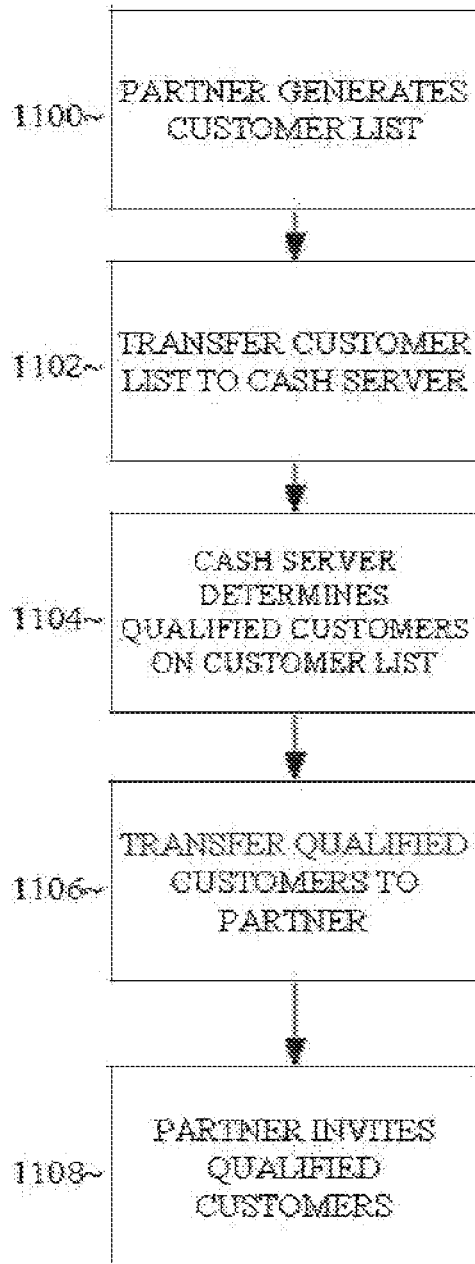 1100~
PARTNER GENERATES
CUSTOMER LIST
1102~
TRANSFER CUSTOMER
LIST TO CASH SERVER
1104~
CASH SERVER
DETERMINES
QUALIFIED CUSTOMERS
ON CUSTOMER LIST
1106~
TRANSFER QUALIFIED
CUSTOMERS TO
PARTNER
1108~
PARTNER INVITES
QUALIFIED
CUSTOMERS